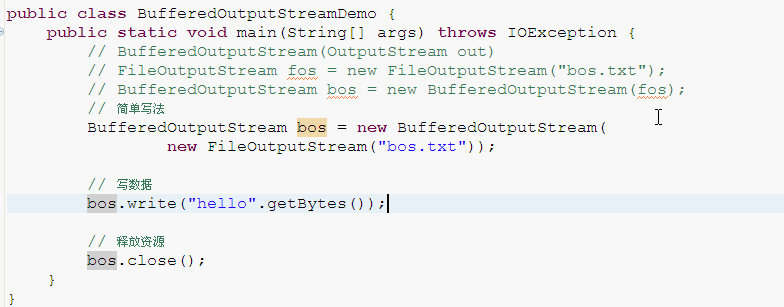 public class BufferedOutputStreamDemo {
public static void main(String[] args) throws IOException {
// BufferedOutputStream(OutputStream out)
// FileOutputStream fos = new FileOutputStream("bos.txt");
// BufferedOutputStream bos = new BufferedOutputStream(fos);
// 简单写法
BufferedOutputStream bos = new BufferedOutputStream(
new FileOutputStream("bos.txt"));
// 写数据
bos.write("hello".getBytes());
// 释放资源
bos.close();
}
}